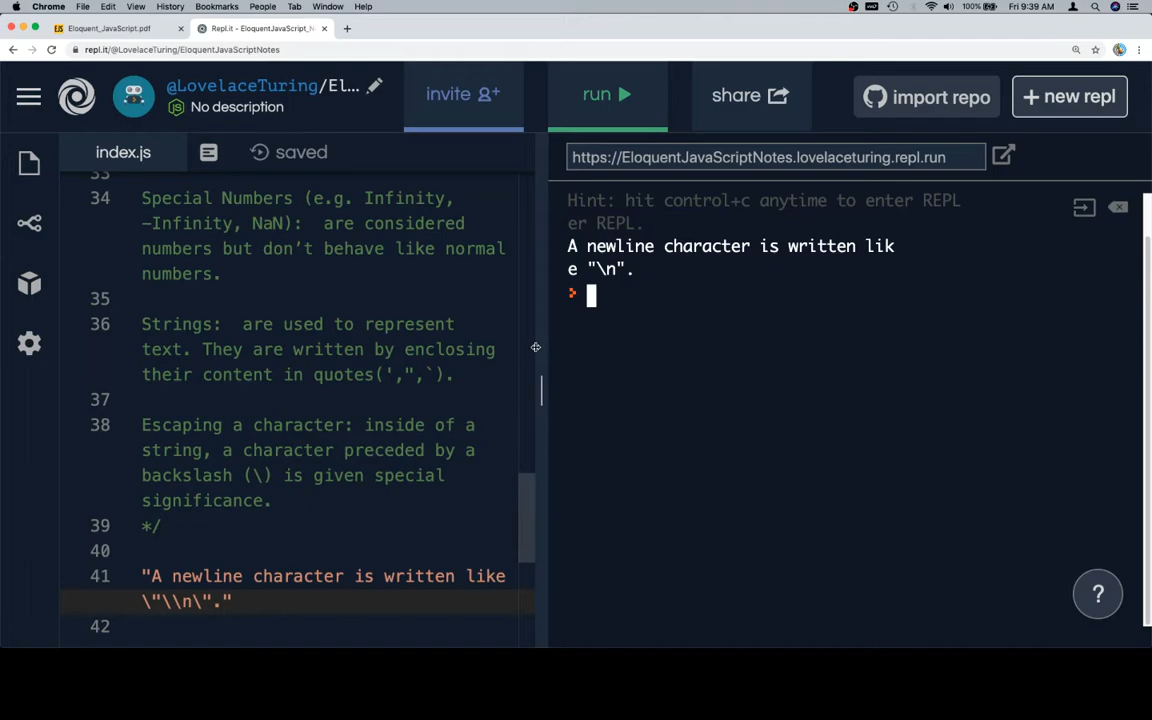 Chrome File Edit View History Bookmarks People Tab Window Help 100% Fri 9:39 AM
Eloquent_JavaScript.pdf Repl.it - EloquentJavaScript_N
repl.it/@LovelaceTuring/EloquentJavaScriptNotes
@LovelaceTuring/Elo...
No description
invite
run
share
import repo
+ new repl
index.js
saved
https://EloquentJavaScriptNotes.lovelaceturing.repl.run
33
34 Special Numbers (e.g. Infinity,
-Infinity, NaN): are considered
numbers but don't behave like normal
numbers.
35
36 Strings: are used to represent
text. They are written by enclosing
their content in quotes(',",`).
37
38 Escaping a character: inside of a
string, a character preceded by a
backslash (\) is given special
significance.
39 */
40
41 "A newline character is written like
\"\\n\"."
42
Hint: hit control+c anytime to enter REPL
er REPL.
A newline character is written lik
e "\n".
>
?